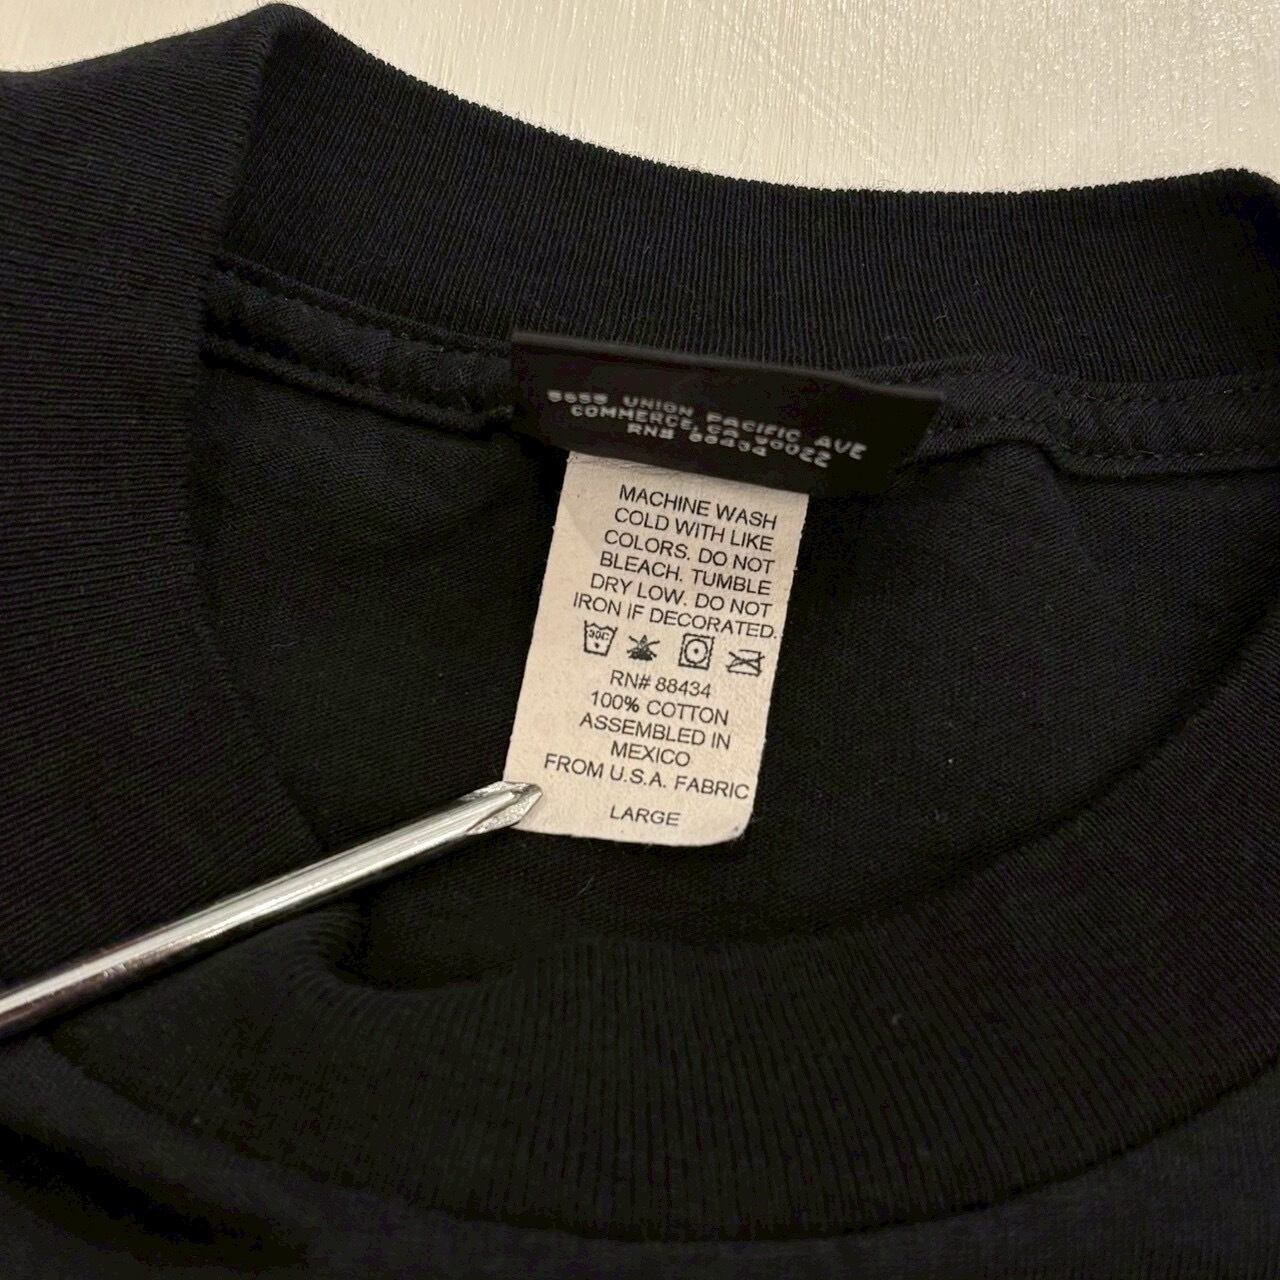 5655 UNION PACIFIC AVE
COMMERCE, CA 90022
RN# 88434
MACHINE WASH
COLD WITH LIKE
COLORS. DO NOT
BLEACH. TUMBLE
DRY LOW. DO NOT
IRON IF DECORATED.
30C
RN# 88434
100% COTTON
ASSEMBLED IN
MEXICO
FROM U.S.A. FABRIC
LARGE